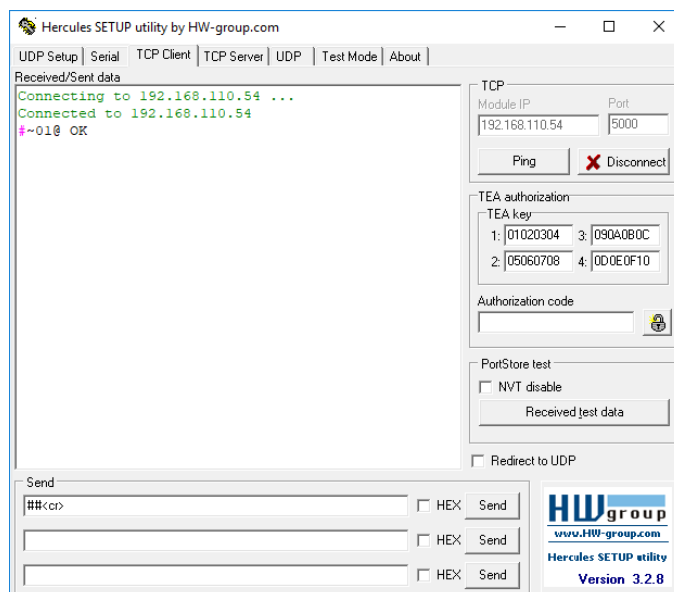 Hercules SETUP utility by HW-group.com
UDP Setup Serial TCP Client TCP Server UDP Test Mode About
Received/Sent data
Connecting to 192.168.110.54 ...
Connected to 192.168.110.54
#~01@ OK
TCP
Module IP Port
192.168.110.54 5000
Ping Disconnect
TEA authorization
TEA key
1: 01020304 3: 090A0B0C
2: 05060708 4: 0D0E0F10
Authorization code
PortStore test
NVT disable
Received test data
Redirect to UDP
Send
##<cr> HEX Send
HEX Send
HEX Send
HW group
www.HW-group.com
Hercules SETUP utility
Version 3.2.8